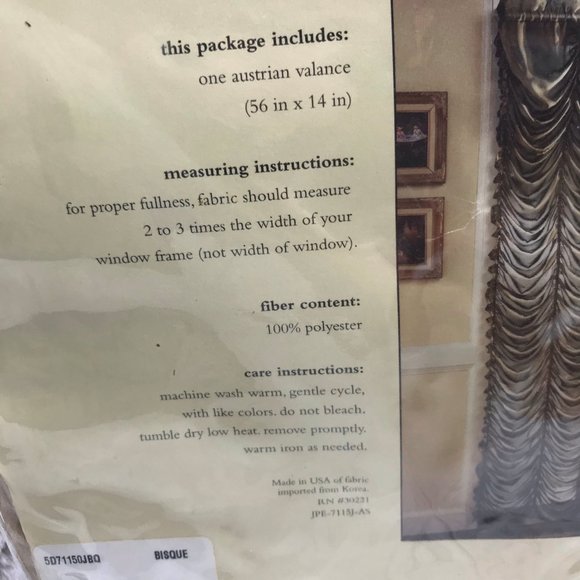 this package includes:
one austrian valance
(56 in x 14 in)
measuring instructions:
for proper fullness, fabric should measure
2 to 3 times the width of your
window frame (not width of window).
fiber content:
100% polyester
care instructions:
machine wash warm, gentle cycle,
with like colors. do not bleach.
tumble dry low heat. remove promptly.
warm iron as needed.
Made in USA of fabric
imported from Korea.
RN #30221
JPE-7115J-AS
5D71150JBQ BISQUE